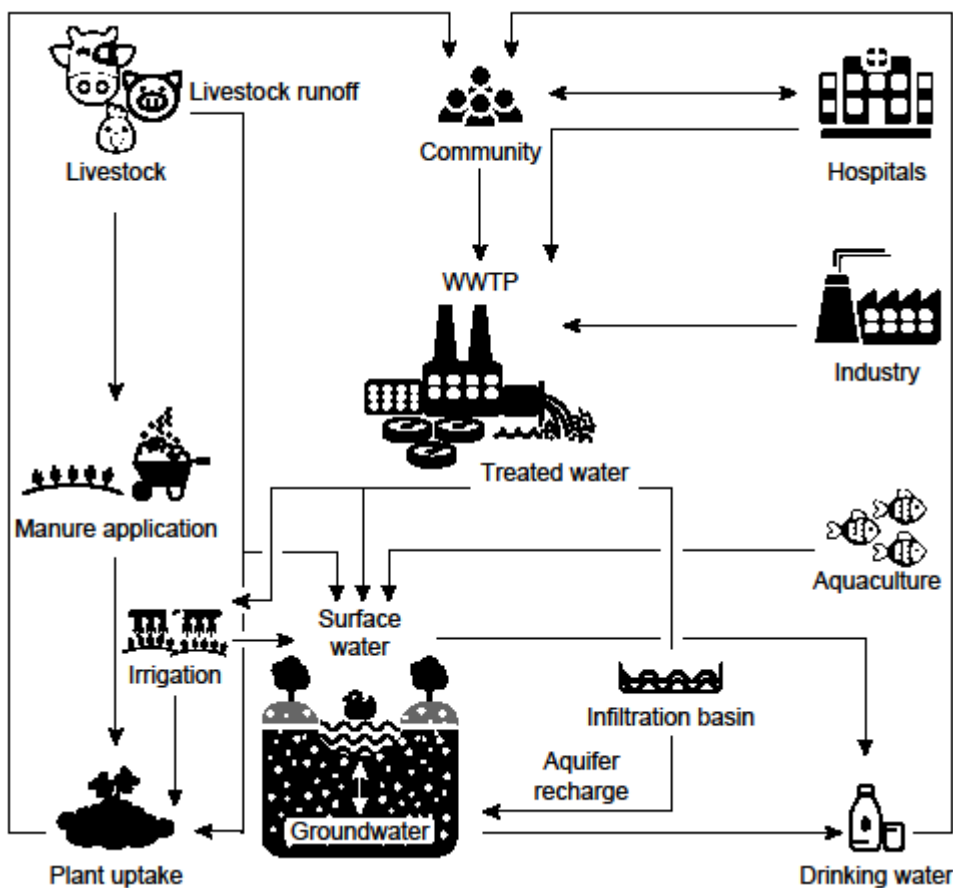 Livestock runoff
Livestock
Community
Hospitals
WWTP
Industry
Treated water
Manure application
Aquaculture
Surface
water
Irrigation
Infiltration basin
Aquifer
recharge
Groundwater
Plant uptake
Drinking water